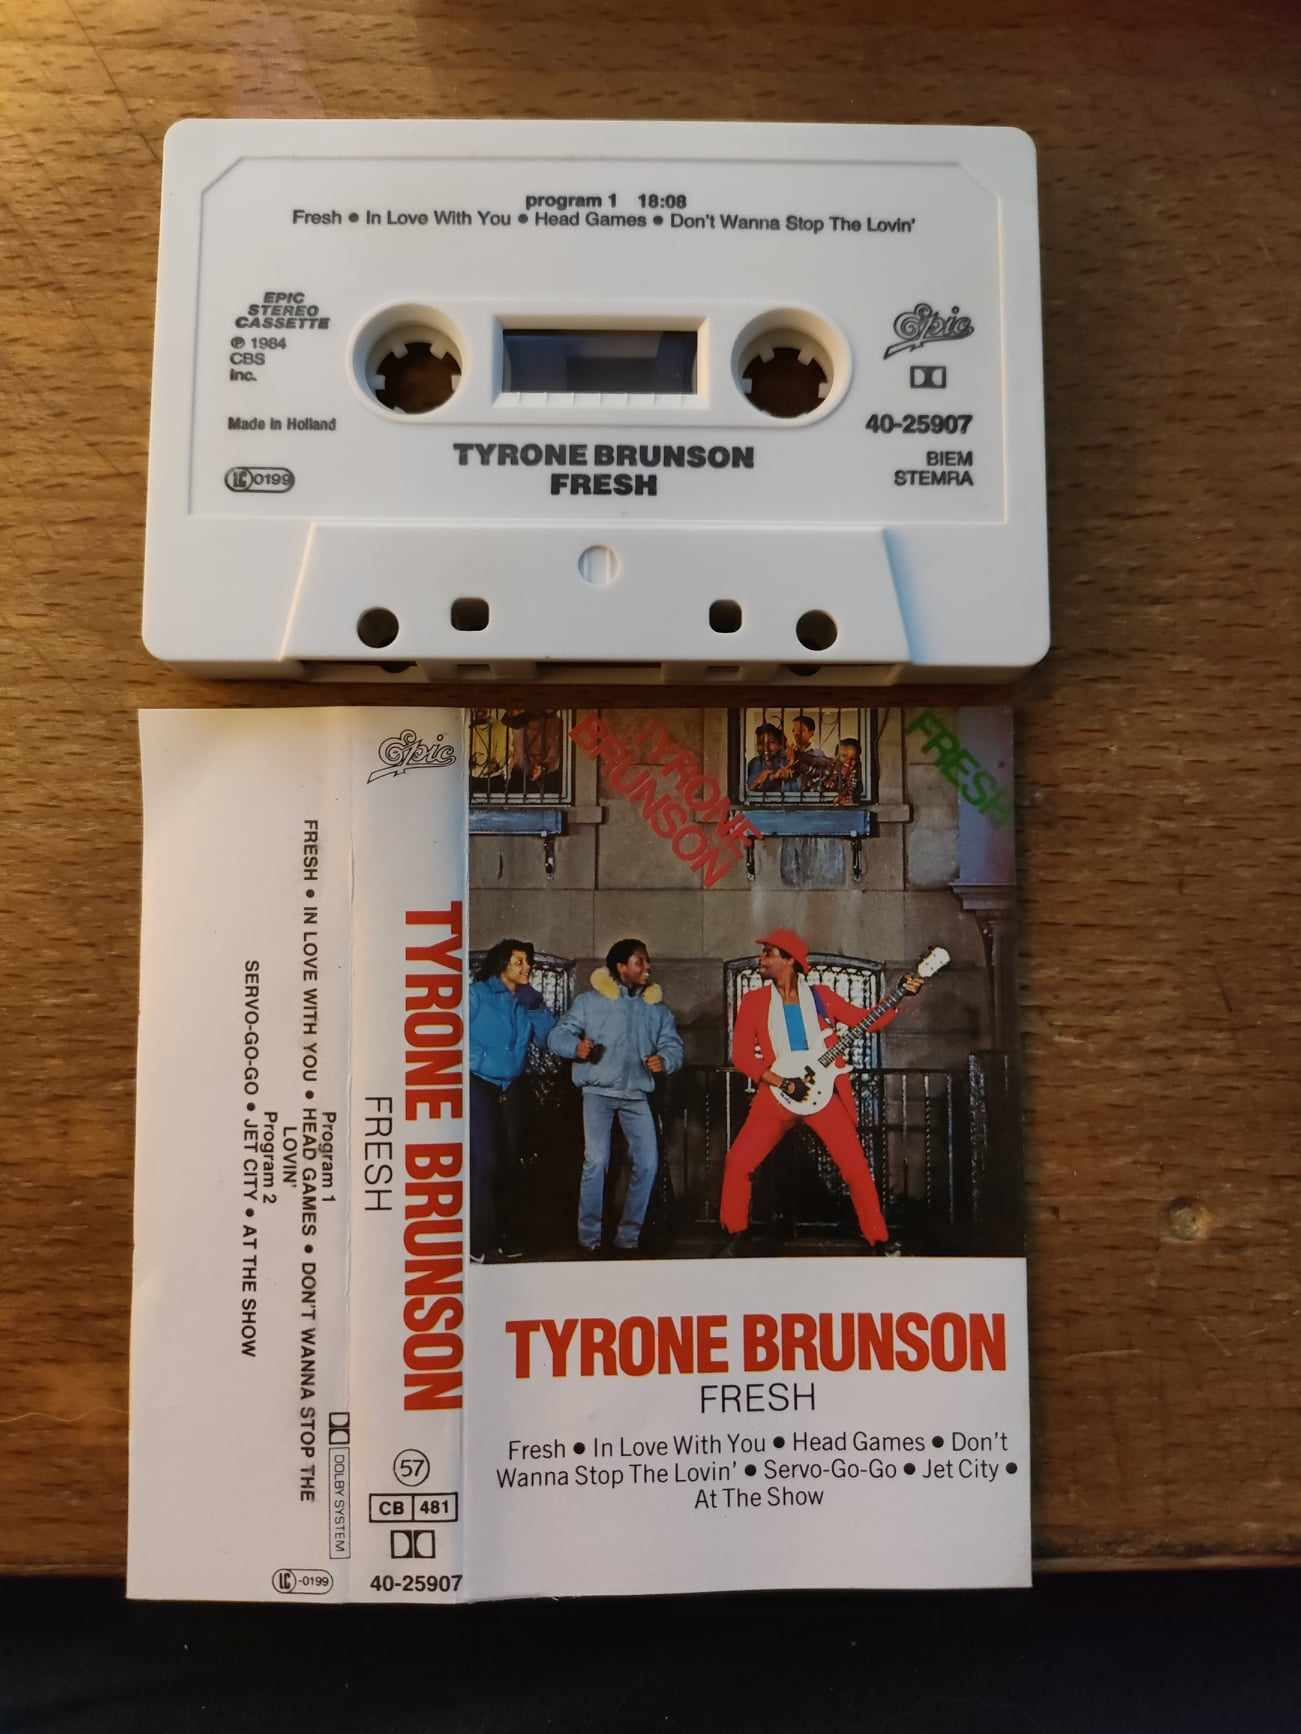 program 1 18:08
Fresh • In Love With You • Head Games • Don't Wanna Stop The Lovin'
EPIC
STEREO
CASSETTE
℗ 1984
CBS
Inc.
Made in Holland
LC 0199
Epic
40-25907
BIEM
STEMRA
TYRONE BRUNSON
FRESH
Program 1
FRESH • IN LOVE WITH YOU • HEAD GAMES • DON'T WANNA STOP THE
LOVIN'
Program 2
SERVO-GO-GO • JET CITY • AT THE SHOW
DOLBY SYSTEM
LC-0199
Epic
TYRONE BRUNSON
FRESH
57
CB 481
40-25907
TYRONE
BRUNSON
FRESH
TYRONE BRUNSON
FRESH
Fresh • In Love With You • Head Games • Don't
Wanna Stop The Lovin' • Servo-Go-Go • Jet City •
At The Show